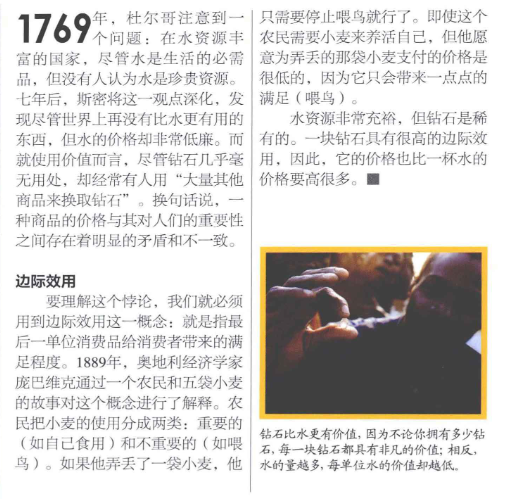 1769年，杜尔哥注意到一
个问题：在水资源丰
富的国家，尽管水是生活的必需
品，但没有人认为水是珍贵资源。
七年后，斯密将这一观点深化，发
现尽管世界上再没有比水更有用的
东西，但水的价格却非常低廉。而
就使用价值而言，尽管钻石几乎毫
无用处，却经常有人用“大量其他
商品来换取钻石”。换句话说，一
种商品的价格与其对人们的重要性
之间存在着明显的矛盾和不一致。
边际效用
要理解这个悖论，我们就必须
用到边际效用这一概念：就是指最
后一单位消费品给消费者带来的满
足程度。1889年，奥地利经济学家
庞巴维克通过一个农民和五袋小麦
的故事对这个概念进行了解释。农
民把小麦的使用分成两类：重要的
（如自己食用）和不重要的（如喂
鸟）。如果他弄丢了一袋小麦，他
只需要停止喂鸟就行了。即使这个
农民需要小麦来养活自己，但他愿
意为弄丢的那袋小麦支付的价格是
很低的，因为它只会带来一点点的
满足（喂鸟）。
水资源非常充裕，但钻石是稀
有的。一块钻石具有很高的边际效
用，因此，它的价格也比一杯水的
价格要高很多。■
钻石比水更有价值，因为不论你拥有多少钻
石，每一块钻石都具有非凡的价值；相反，
水的量越多，每单位水的价值却越低。